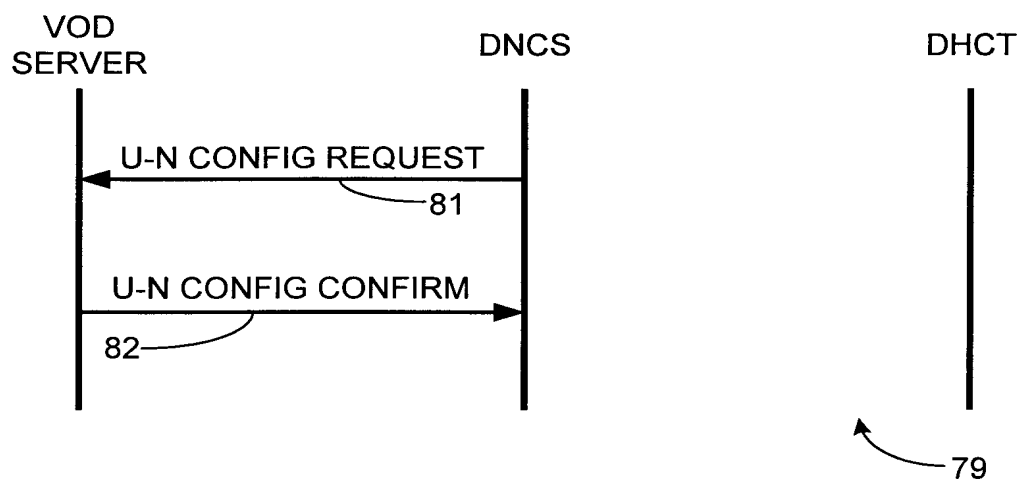 VOD
SERVER
DNCS
DHCT
U-N CONFIG REQUEST
81
U-N CONFIG CONFIRM
82
79